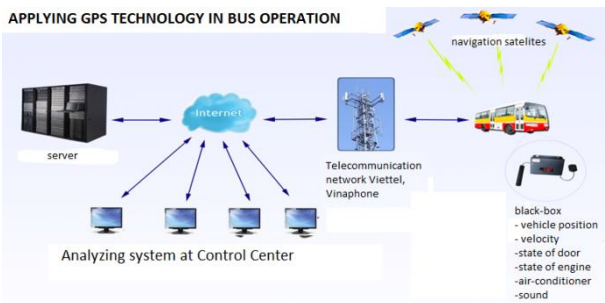 APPLYING GPS TECHNOLOGY IN BUS OPERATION
navigation satelites
Internet
server
Telecommunication
network Viettel,
Vinaphone
Analyzing system at Control Center
black-box
- vehicle position
- velocity
-state of door
-state of engine
-air-conditioner
-sound